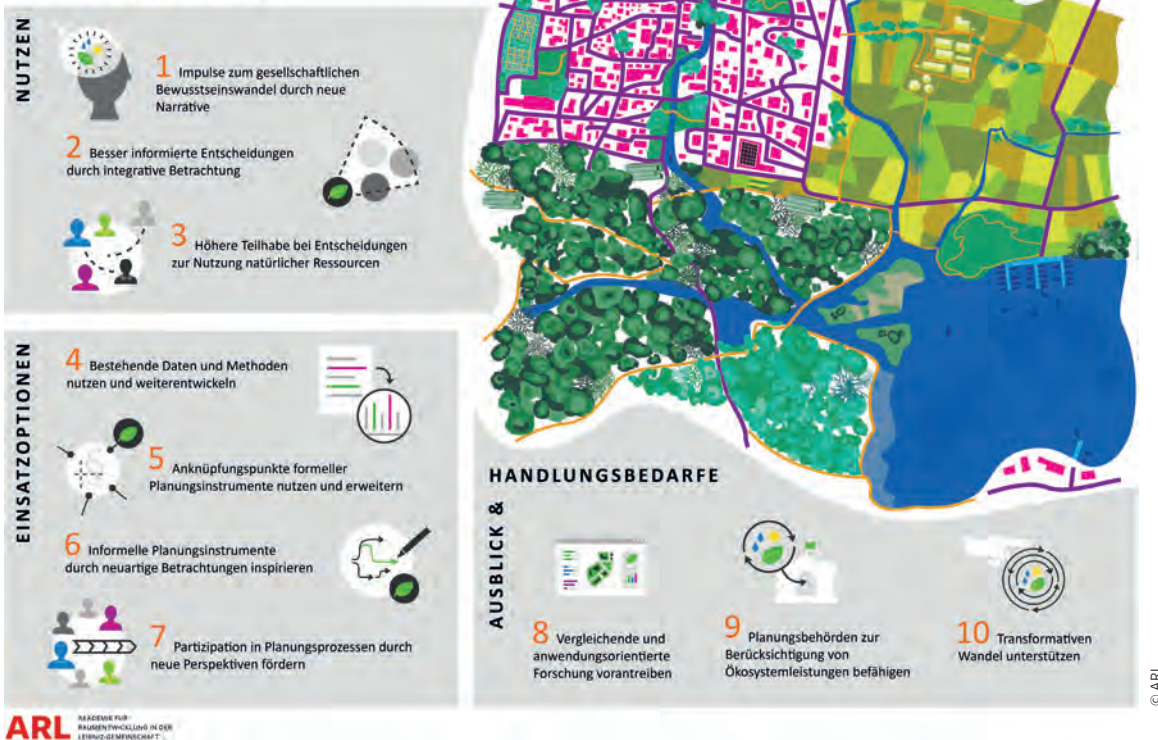 NUTZEN
1 Impulse zum gesellschaftlichen
Bewusstseinswandel durch neue
Narrative
2 Besser informierte Entscheidungen
durch integrative Betrachtung
3 Höhere Teilhabe bei Entscheidungen
zur Nutzung natürlicher Ressourcen
EINSATZOPTIONEN
4 Bestehende Daten und Methoden
nutzen und weiterentwickeln
5 Anknüpfungspunkte formeller
Planungsinstrumente nutzen und erweitern
6 Informelle Planungsinstrumente
durch neuartige Betrachtungen inspirieren
7 Partizipation in Planungsprozessen durch
neue Perspektiven fördern
AUSBLICK &
HANDLUNGSBEDARFE
8 Vergleichende und
anwendungsorientierte
Forschung vorantreiben
9 Planungsbehörden zur
Berücksichtigung von
Ökosystemleistungen befähigen
10 Transformativen
Wandel unterstützen
© ARL
ARL
AKADEMIE FÜR
RAUMENTWICKLUNG IN DER
LEIBNIZ-GEMEINSCHAFT